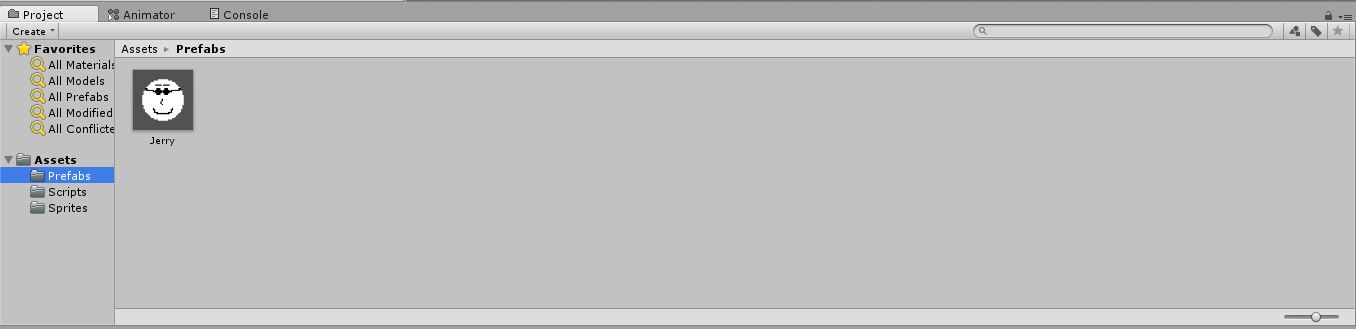 Project Animator Console
Create
Favorites
All Materials
All Models
All Prefabs
All Modified
All Conflicte
Assets
Prefabs
Scripts
Sprites
Assets ▸ Prefabs
Jerry